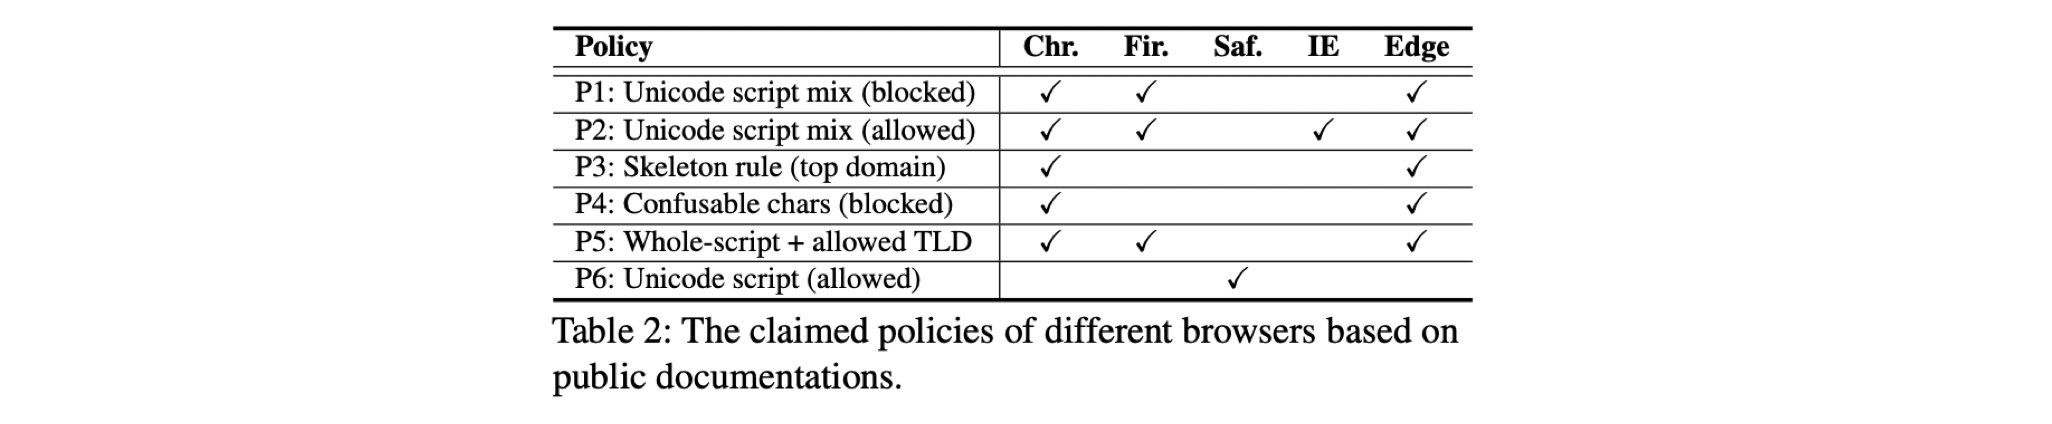 Policy Chr. Fir. Saf. IE Edge
P1: Unicode script mix (blocked) ✓ ✓ ✓
P2: Unicode script mix (allowed) ✓ ✓ ✓ ✓
P3: Skeleton rule (top domain) ✓ ✓
P4: Confusable chars (blocked) ✓ ✓
P5: Whole-script + allowed TLD ✓ ✓ ✓
P6: Unicode script (allowed) ✓
Table 2: The claimed policies of different browsers based on
public documentations.